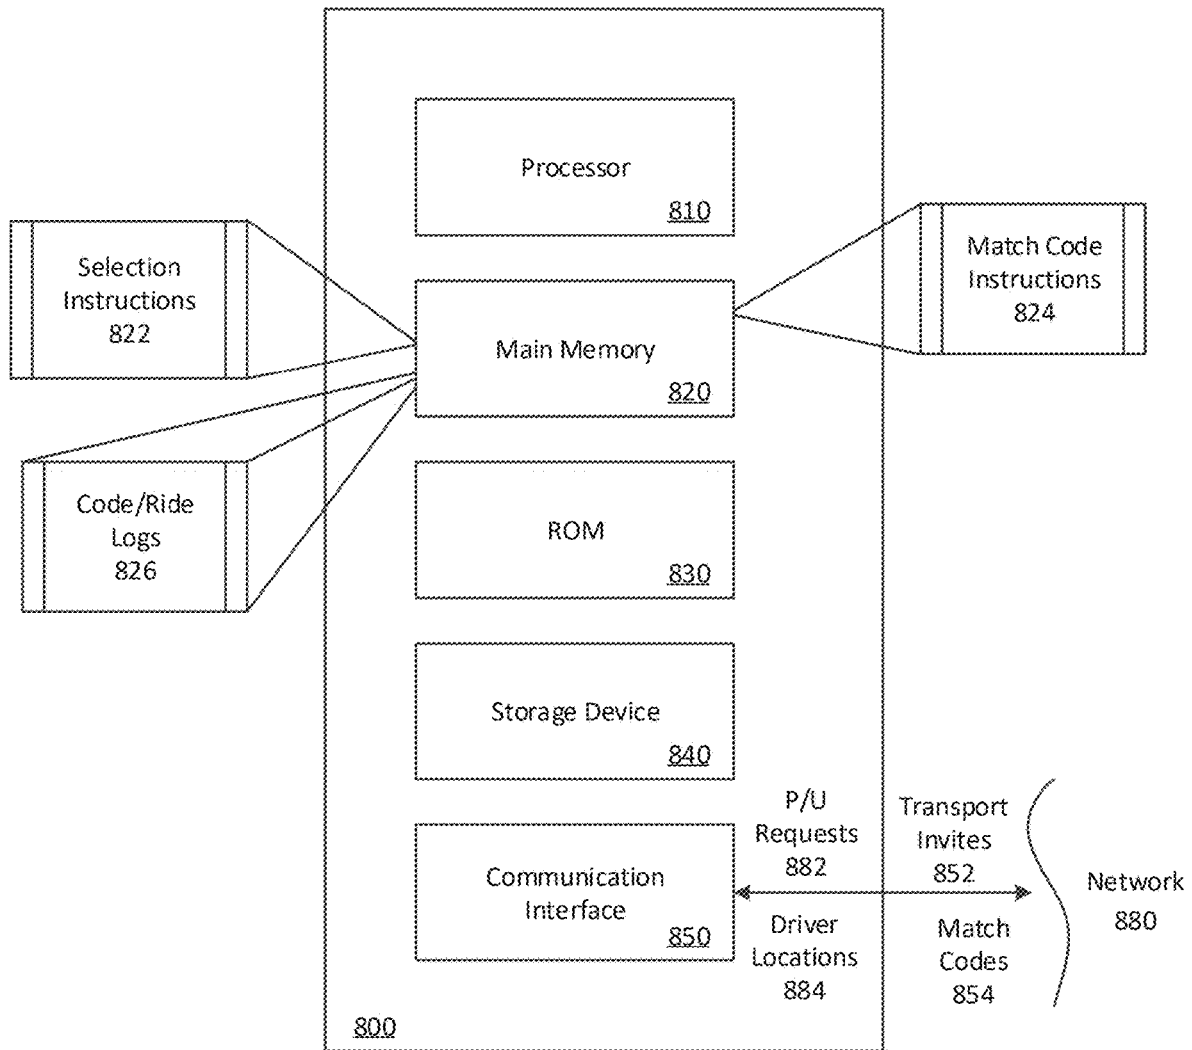 Processor
810
Selection
Instructions
822
Match Code
Instructions
824
Main Memory
820
Code/Ride
Logs
826
ROM
830
Storage Device
840
P/U
Requests
882
Transport
Invites
852
Communication
Interface
850
Network
880
Driver
Locations
884
Match
Codes
854
800